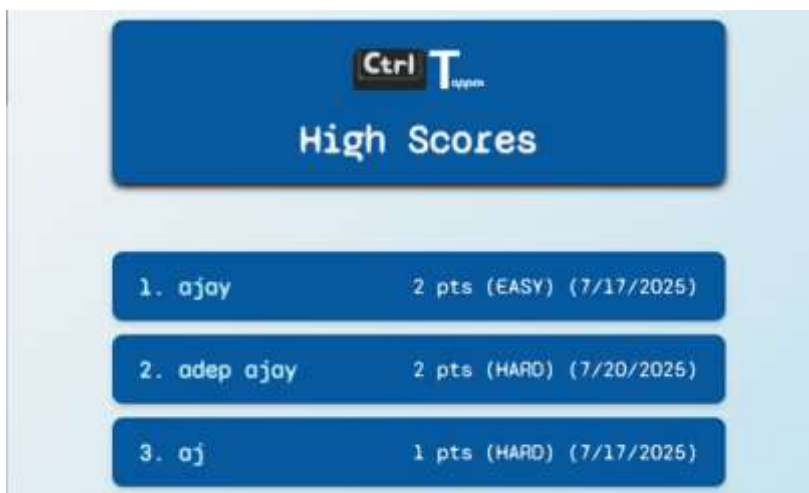 Ctrl Tappex
High Scores
1. ajay 2 pts (EASY) (7/17/2025)
2. adep ajay 2 pts (HARD) (7/20/2025)
3. aj 1 pts (HARD) (7/17/2025)